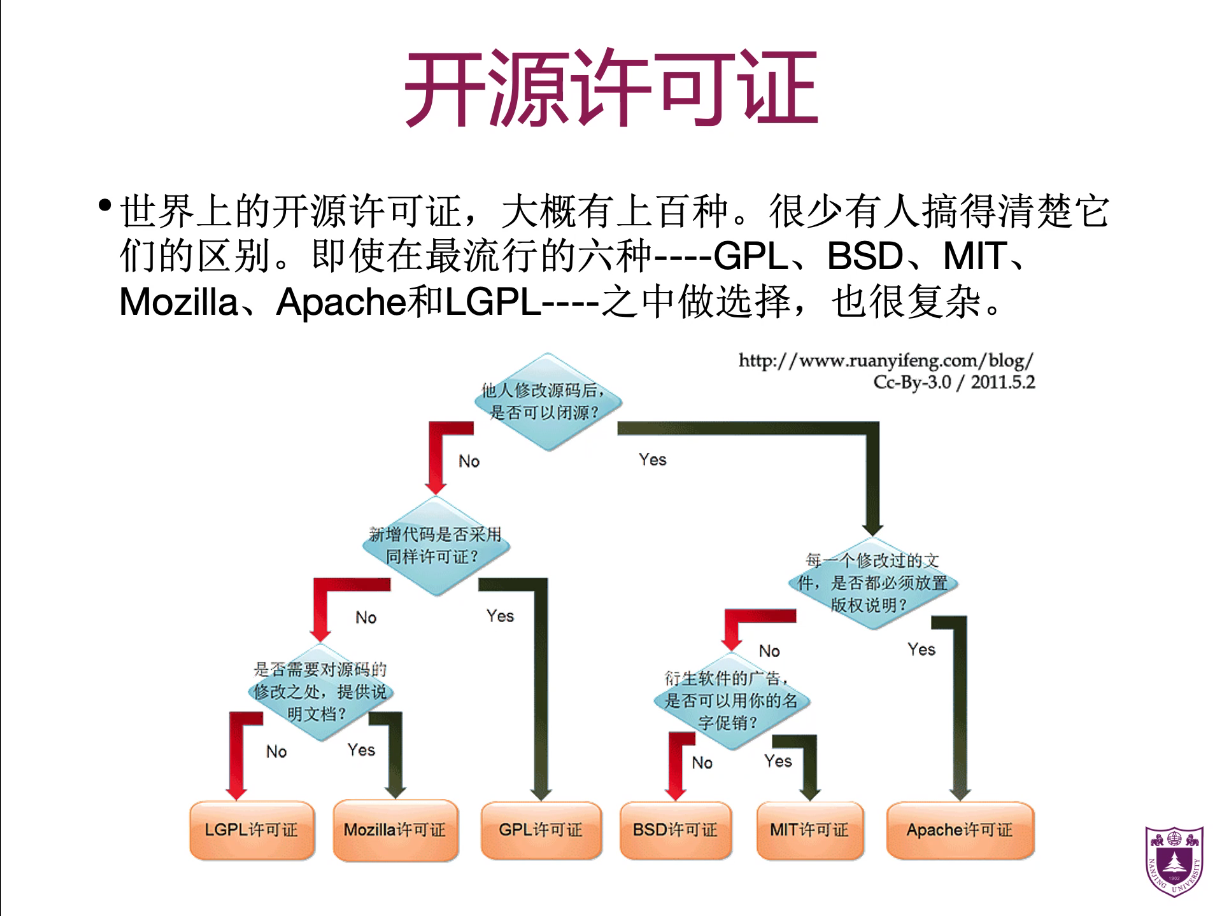 开源许可证
•世界上的开源许可证，大概有上百种。很少有人搞得清楚它
们的区别。即使在最流行的六种----GPL、BSD、MIT、
Mozilla、Apache和LGPL----之中做选择，也很复杂。
http://www.ruanyifeng.com/blog/
Cc-By-3.0 / 2011.5.2
他人修改源码后，
是否可以闭源？
No
Yes
新增代码是否采用
同样许可证？
每一个修改过的文
件，是否都必须放置
版权说明？
No
Yes
No
Yes
是否需要对源码的
修改之处，提供说
明文档？
衍生软件的广告，
是否可以用你的名
字促销？
No
Yes
No
Yes
LGPL许可证
Mozilla许可证
GPL许可证
BSD许可证
MIT许可证
Apache许可证
NANJING UNIVERSITY